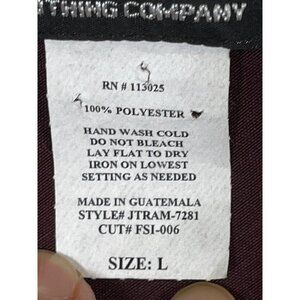 THING COMPANY
RN # 113025
100% POLYESTER
HAND WASH COLD
DO NOT BLEACH
LAY FLAT TO DRY
IRON ON LOWEST
SETTING AS NEEDED
MADE IN GUATEMALA
STYLE# JTRAM-7281
CUT# FSI-006
SIZE: L